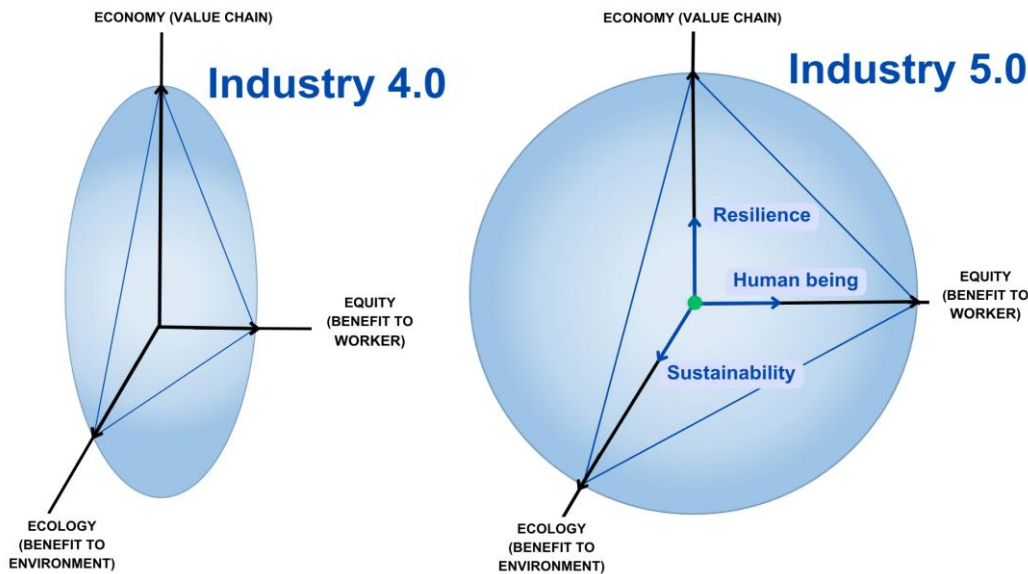 ECONOMY (VALUE CHAIN)
Industry 4.0
EQUITY
(BENEFIT TO
WORKER)
ECOLOGY
(BENEFIT TO
ENVIRONMENT)
ECONOMY (VALUE CHAIN)
Industry 5.0
Resilience
Human being
Sustainability
EQUITY
(BENEFIT TO
WORKER)
ECOLOGY
(BENEFIT TO
ENVIRONMENT)